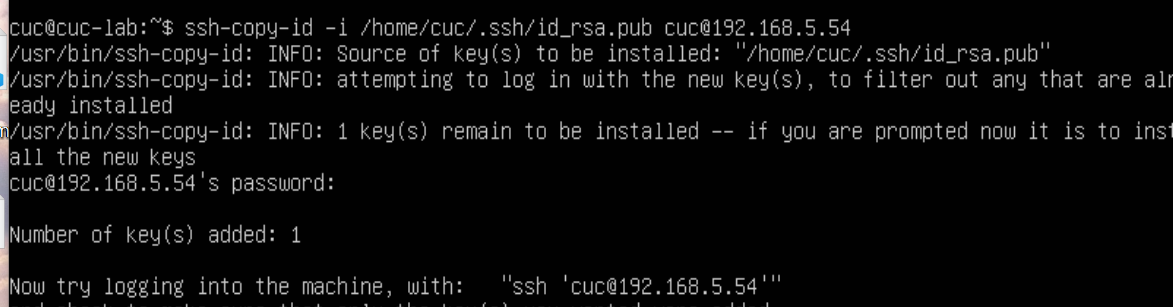 cuc@cuc-lab:~$ ssh-copy-id -i /home/cuc/.ssh/id_rsa.pub cuc@192.168.5.54
/usr/bin/ssh-copy-id: INFO: Source of key(s) to be installed: "/home/cuc/.ssh/id_rsa.pub"
/usr/bin/ssh-copy-id: INFO: attempting to log in with the new key(s), to filter out any that are alr
eady installed
/usr/bin/ssh-copy-id: INFO: 1 key(s) remain to be installed -- if you are prompted now it is to inst
all the new keys
cuc@192.168.5.54's password:
Number of key(s) added: 1
Now try logging into the machine, with:   "ssh 'cuc@192.168.5.54'"